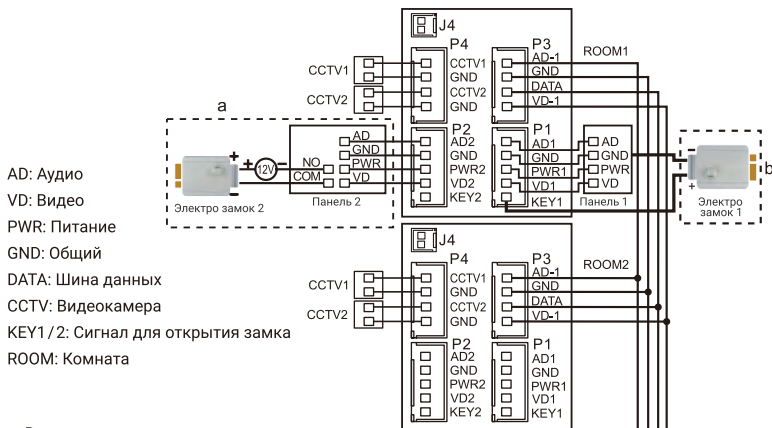 J4
P4
CCTV1
GND
CCTV2
GND
P3
AD-1
GND
DATA
VD-1
ROOM1
CCTV1
CCTV2
a
P2
AD2
GND
PWR2
VD2
KEY2
P1
AD1
GND
PWR1
VD1
KEY1
AD
GND
PWR
VD
Панель 1
- +
Электро
замок 1
b
AD
GND
PWR
VD
NO
COM
Панель 2
+ 12V -
+ -
Электро замок 2
AD: Аудио
VD: Видео
PWR: Питание
GND: Общий
DATA: Шина данных
CCTV: Видеокамера
KEY1/2: Сигнал для открытия замка
ROOM: Комната
J4
P4
CCTV1
GND
CCTV2
GND
P3
AD-1
GND
DATA
VD-1
ROOM2
CCTV1
CCTV2
P2
AD2
GND
PWR2
VD2
KEY2
P1
AD1
GND
PWR1
VD1
KEY1